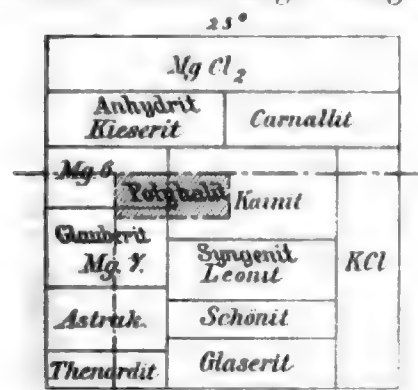 25°
Mg Cl2
Anhydrit
Kieserit
Carnallit
Mg. 6.
Polyhalit
Kainit
Glauberit
Mg. 7.
Syngenit
Leonit
KCl
Astrak.
Schönit
Thenardit
Glaserit